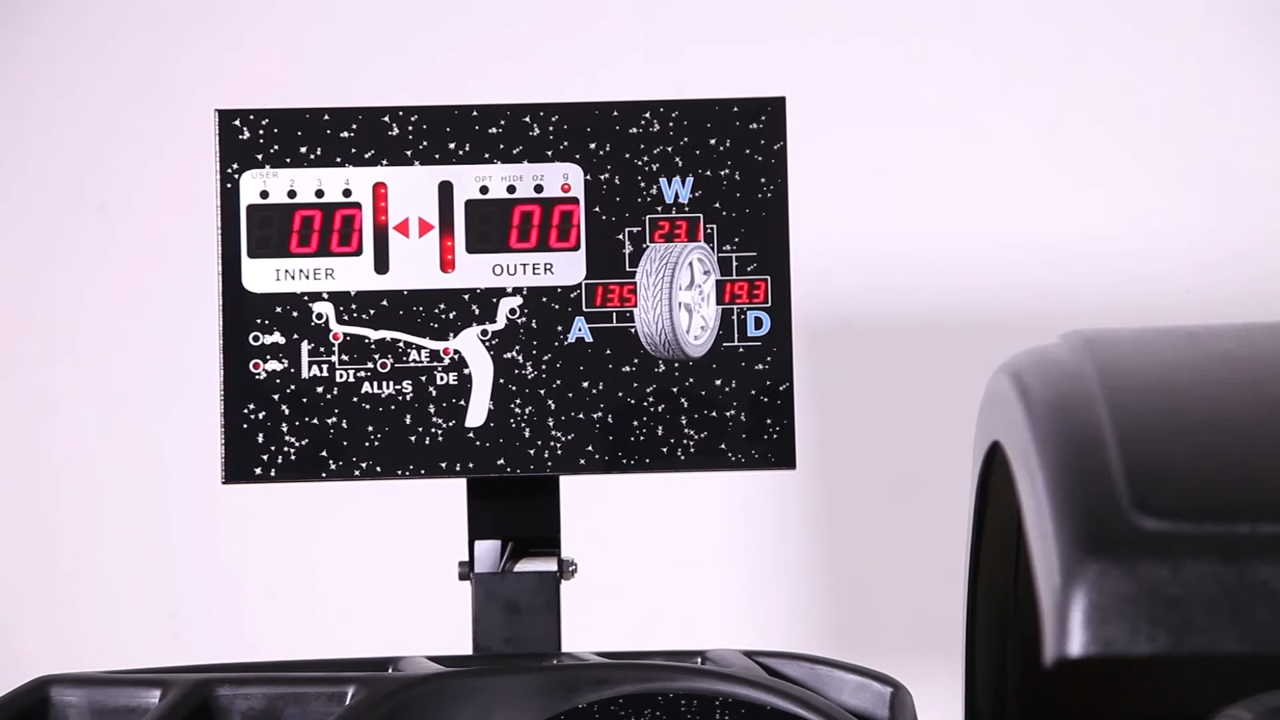 USER
1 2 3 4
OPT HIDE OZ g
00
00
INNER
OUTER
W
23.1
13.5
19.3
A
D
AI
DI
AE
ALU-S
DE